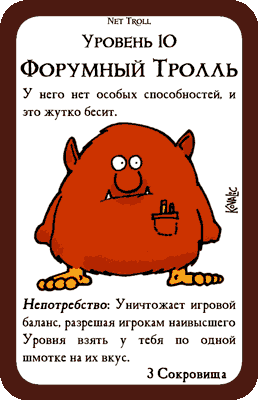 Net Troll
Уровень 10
Форумный Тролль
У него нет особых способностей, и
это жутко бесит.
Kovalic
Непотребство: Уничтожает игровой
баланс, разрешая игрокам наивысшего
Уровня взять у тебя по одной
шмотке на их вкус.
3 Сокровища